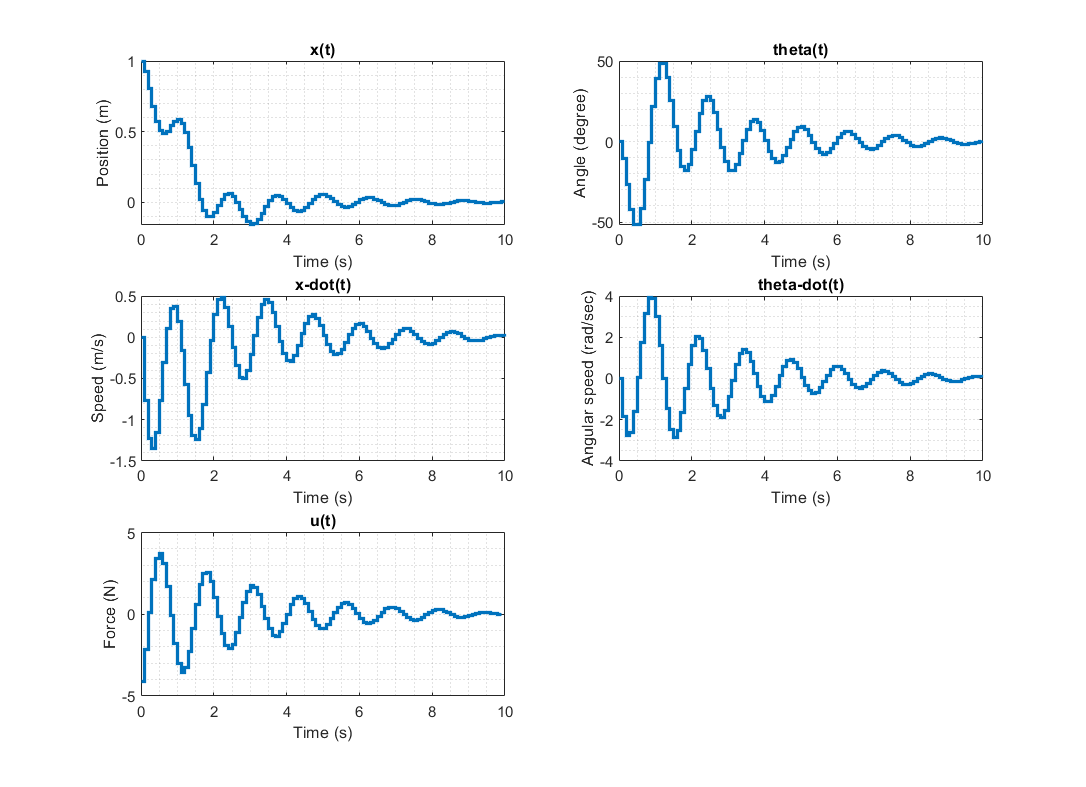 x(t)
Position (m)
1
0.5
0
0 2 4 6 8 10
Time (s)
theta(t)
Angle (degree)
50
0
-50
0 2 4 6 8 10
Time (s)
x-dot(t)
Speed (m/s)
0.5
0
-0.5
-1
-1.5
0 2 4 6 8 10
Time (s)
theta-dot(t)
Angular speed (rad/sec)
4
2
0
-2
-4
0 2 4 6 8 10
Time (s)
u(t)
Force (N)
5
0
-5
0 2 4 6 8 10
Time (s)